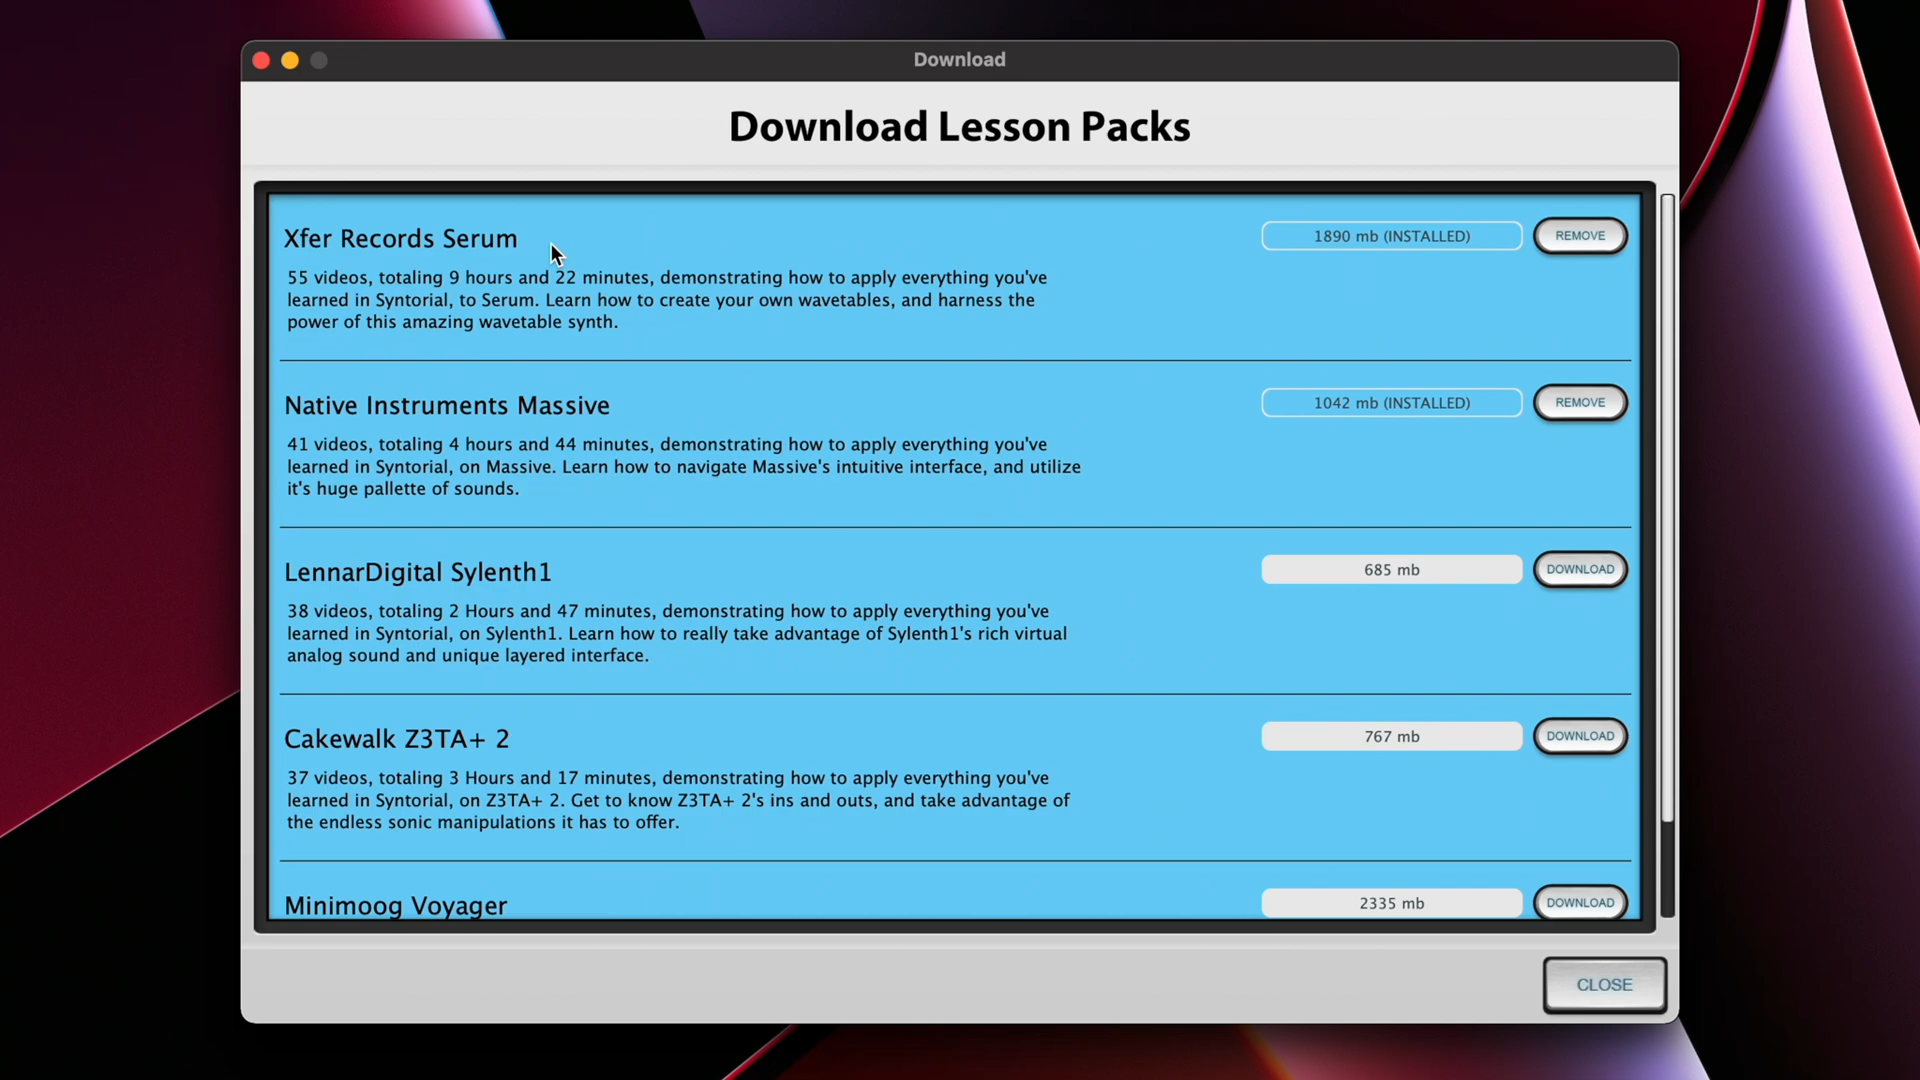 Download
Download Lesson Packs
Xfer Records Serum
1890 mb (INSTALLED)
REMOVE
55 videos, totaling 9 hours and 22 minutes, demonstrating how to apply everything you've
learned in Syntorial, to Serum. Learn how to create your own wavetables, and harness the
power of this amazing wavetable synth.
Native Instruments Massive
1042 mb (INSTALLED)
REMOVE
41 videos, totaling 4 hours and 44 minutes, demonstrating how to apply everything you've
learned in Syntorial, on Massive. Learn how to navigate Massive's intuitive interface, and utilize
it's huge pallette of sounds.
LennarDigital Sylenth1
685 mb
DOWNLOAD
38 videos, totaling 2 Hours and 47 minutes, demonstrating how to apply everything you've
learned in Syntorial, on Sylenth1. Learn how to really take advantage of Sylenth1's rich virtual
analog sound and unique layered interface.
Cakewalk Z3TA+ 2
767 mb
DOWNLOAD
37 videos, totaling 3 Hours and 17 minutes, demonstrating how to apply everything you've
learned in Syntorial, on Z3TA+ 2. Get to know Z3TA+ 2's ins and outs, and take advantage of
the endless sonic manipulations it has to offer.
Minimoog Voyager
2335 mb
DOWNLOAD
CLOSE